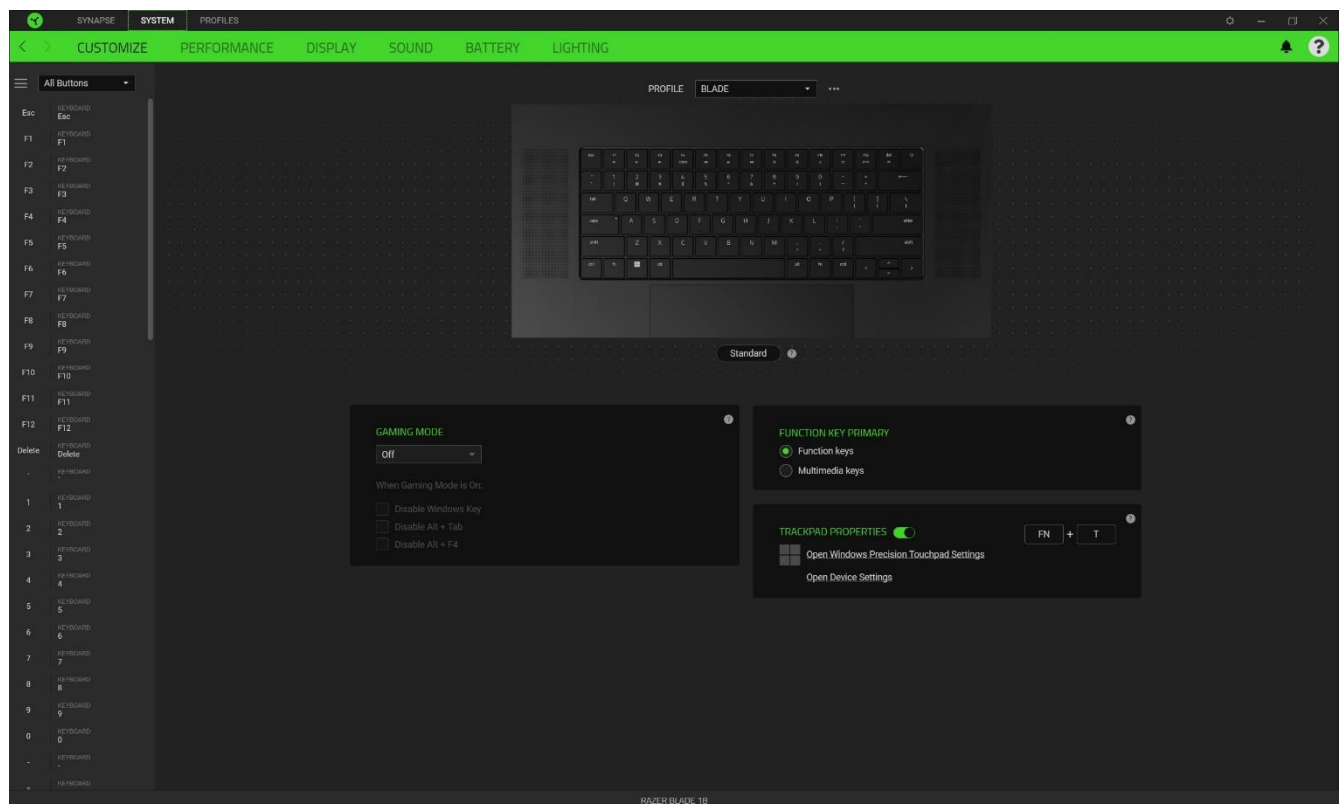 SYNAPSE SYSTEM PROFILES
CUSTOMIZE PERFORMANCE DISPLAY SOUND BATTERY LIGHTING
?
All Buttons
PROFILE BLADE
Esc KEYBOARD
Esc
F1 KEYBOARD
F1
F2 KEYBOARD
F2
F3 KEYBOARD
F3
F4 KEYBOARD
F4
F5 KEYBOARD
F5
F6 KEYBOARD
F6
F7 KEYBOARD
F7
F8 KEYBOARD
F8
F9 KEYBOARD
F9
F10 KEYBOARD
F10
F11 KEYBOARD
F11
F12 KEYBOARD
F12
Delete KEYBOARD
Delete
KEYBOARD
1 KEYBOARD
1
2 KEYBOARD
2
3 KEYBOARD
3
4 KEYBOARD
4
5 KEYBOARD
5
6 KEYBOARD
6
7 KEYBOARD
7
8 KEYBOARD
8
9 KEYBOARD
9
0 KEYBOARD
0
- KEYBOARD
-
KEYBOARD
Q W E R T Y U I O P
A S D F G H J K L
Z X C V B N M
Standard ?
GAMING MODE
Off
When Gaming Mode is On:
Disable Windows Key
Disable Alt + Tab
Disable Alt + F4
FUNCTION KEY PRIMARY
Function keys
Multimedia keys
TRACKPAD PROPERTIES FN + T
Open Windows Precision Touchpad Settings
Open Device Settings
RAZER BLADE 18